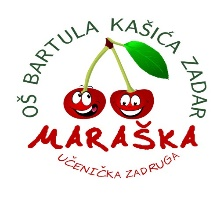 OŠ BARTULA KAŠIĆA ZADAR
MARAŠKA
UČENIČKA ZADRUGA